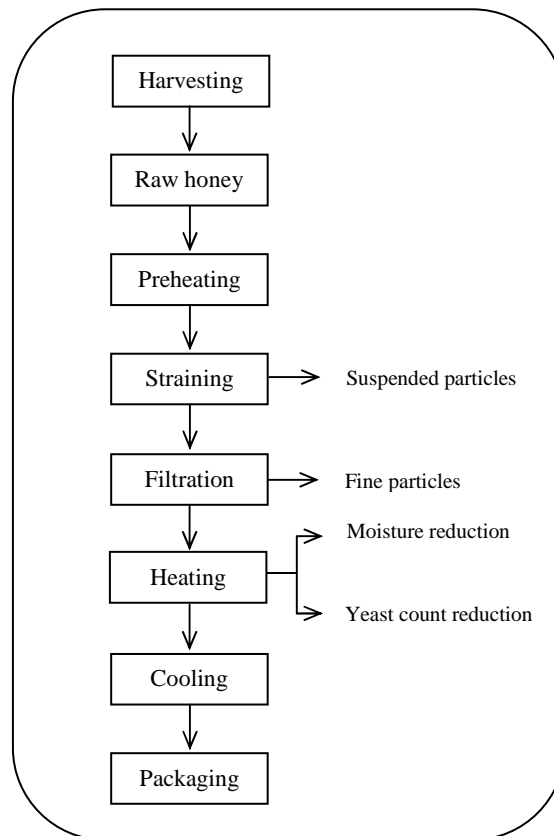 Harvesting
Raw honey
Preheating
Straining
Suspended particles
Filtration
Fine particles
Moisture reduction
Heating
Yeast count reduction
Cooling
Packaging